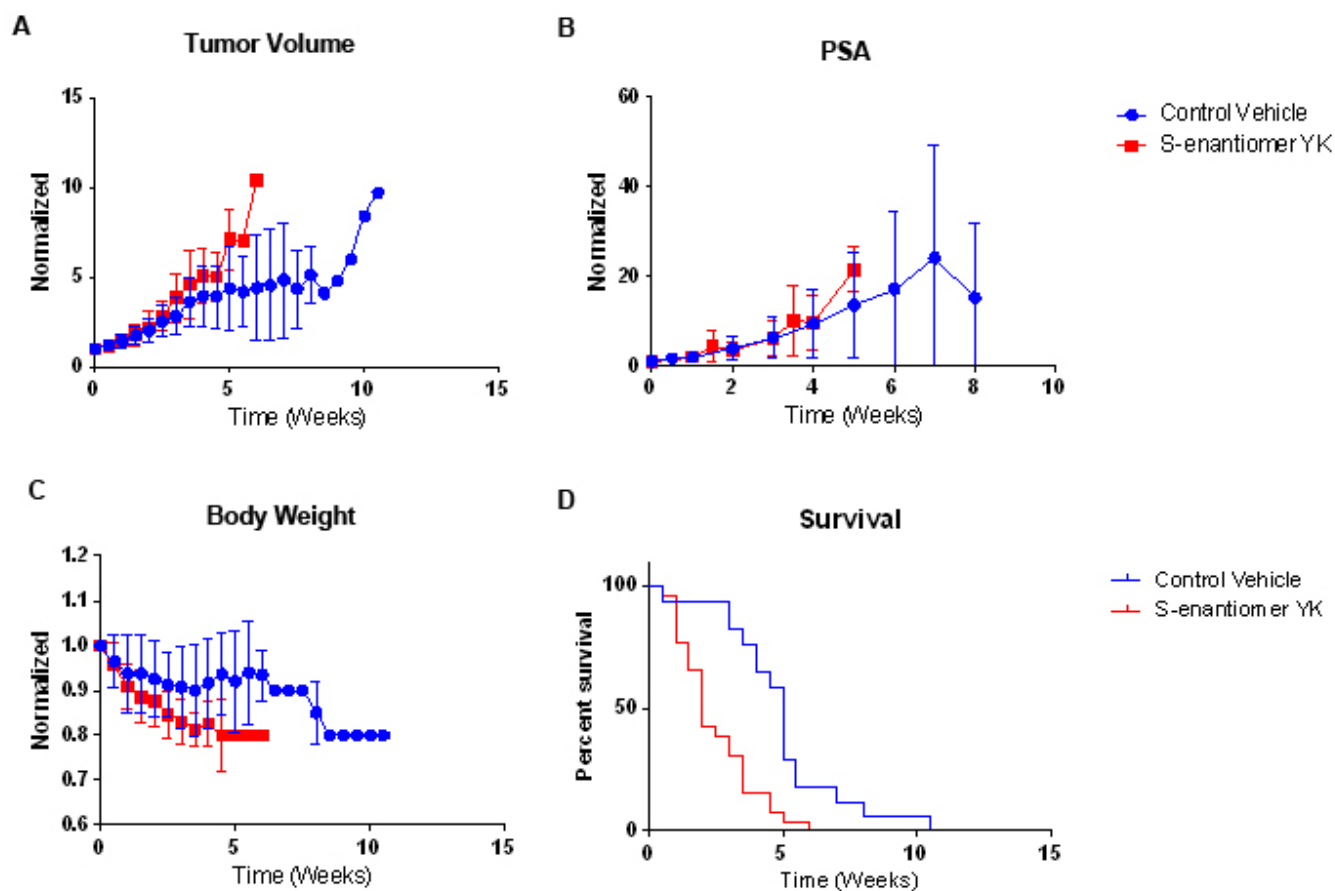 A
Tumor Volume
Normalized
15
10
5
0
0 5 10 15
Time (Weeks)
B
PSA
Normalized
60
40
20
0
0 2 4 6 8 10
Time (Weeks)
Control Vehicle
S-enantiomer YK
C
Body Weight
Normalized
1.2
1.1
1.0
0.9
0.8
0.7
0.6
0 5 10 15
Time (Weeks)
D
Survival
Percent survival
100
50
0
0 5 10 15
Time (Weeks)
Control Vehicle
S-enantiomer YK